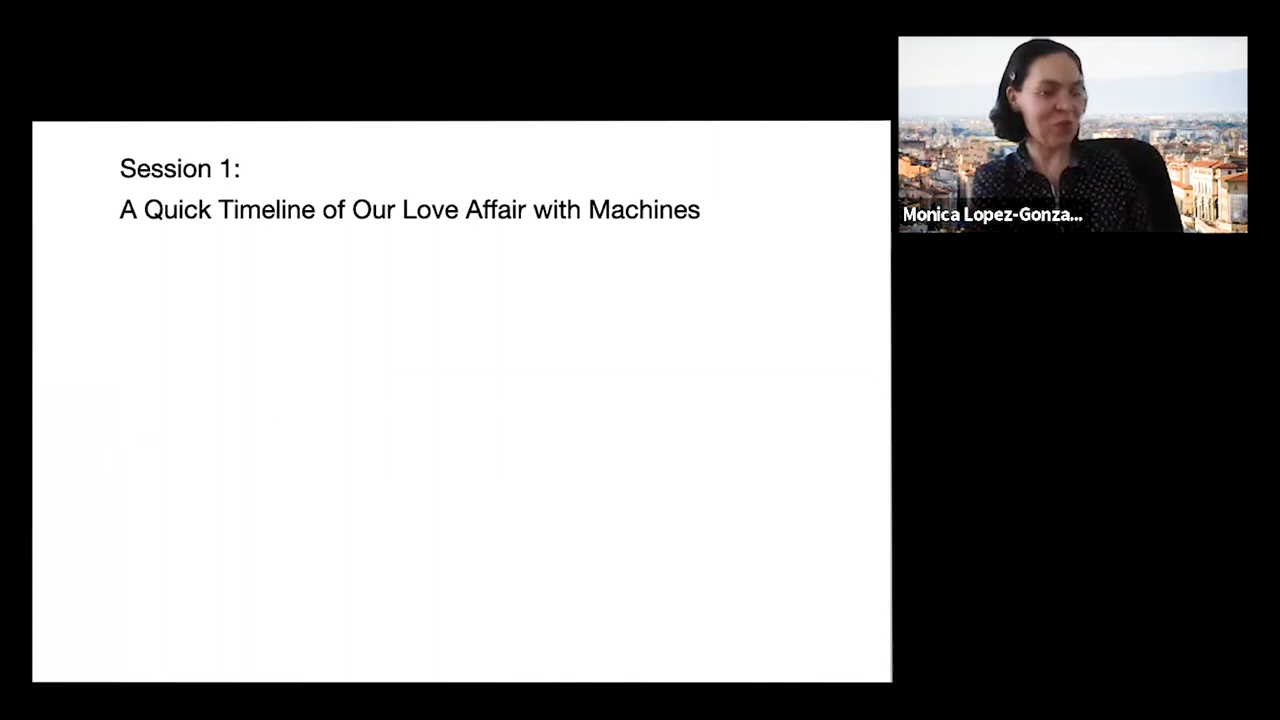 Session 1:
A Quick Timeline of Our Love Affair with Machines
Monica Lopez-Gonza...